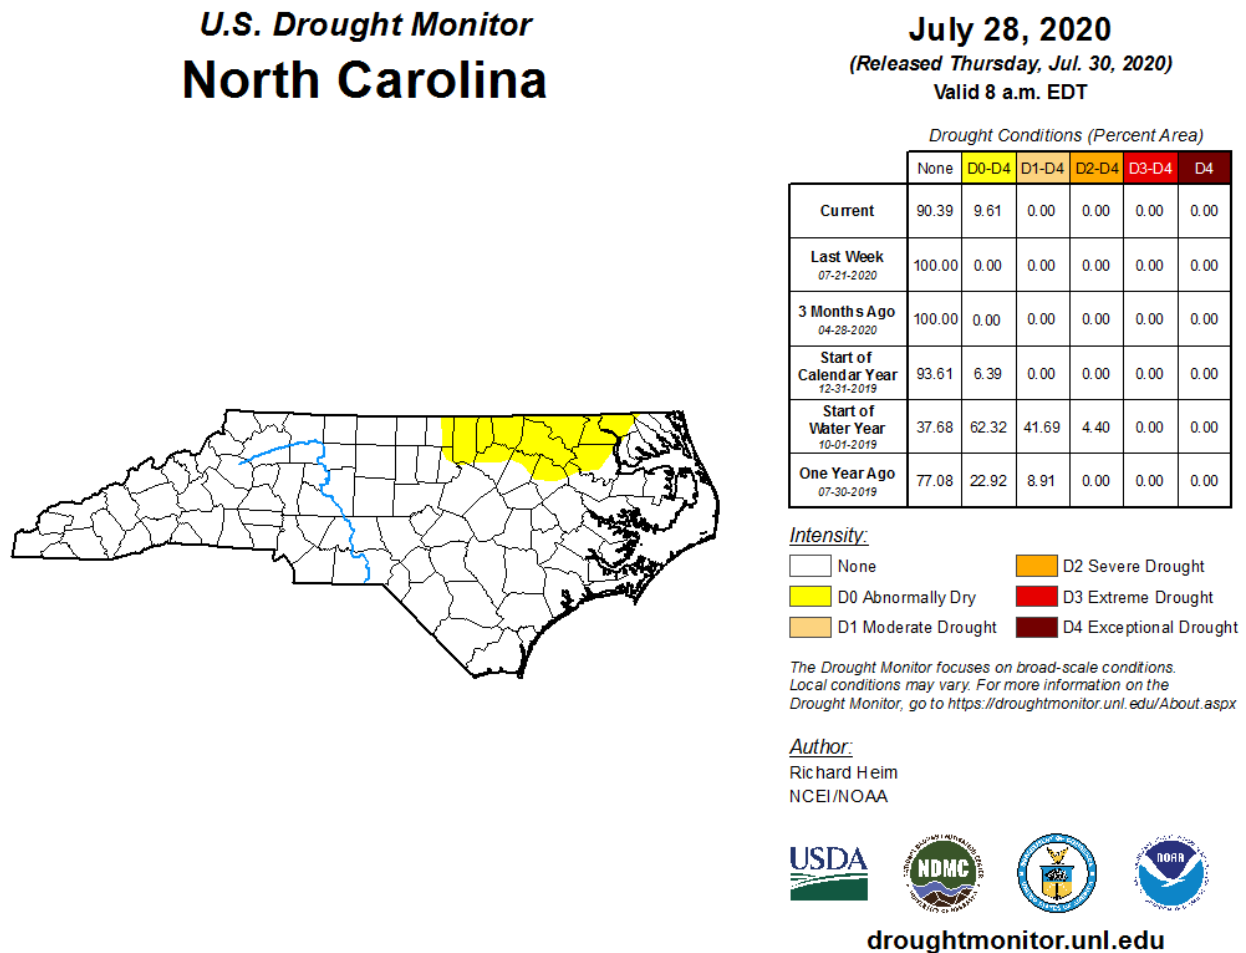 U.S. Drought Monitor
North Carolina
July 28, 2020
(Released Thursday, Jul. 30, 2020)
Valid 8 a.m. EDT
Drought Conditions (Percent Area)
None D0-D4 D1-D4 D2-D4 D3-D4 D4
Current 90.39 9.61 0.00 0.00 0.00 0.00
Last Week
07-21-2020
100.00 0.00 0.00 0.00 0.00 0.00
3 Months Ago
04-28-2020
100.00 0.00 0.00 0.00 0.00 0.00
Start of
Calendar Year
12-31-2019
93.61 6.39 0.00 0.00 0.00 0.00
Start of
Water Year
10-01-2019
37.68 62.32 41.69 4.40 0.00 0.00
One Year Ago
07-30-2019
77.08 22.92 8.91 0.00 0.00 0.00
Intensity:
None
D0 Abnormally Dry
D1 Moderate Drought
D2 Severe Drought
D3 Extreme Drought
D4 Exceptional Drought
The Drought Monitor focuses on broad-scale conditions.
Local conditions may vary. For more information on the
Drought Monitor, go to https://droughtmonitor.unl.edu/About.aspx
Author:
Richard Heim
NCEI/NOAA
USDA
NDMC
NOAA
droughtmonitor.unl.edu